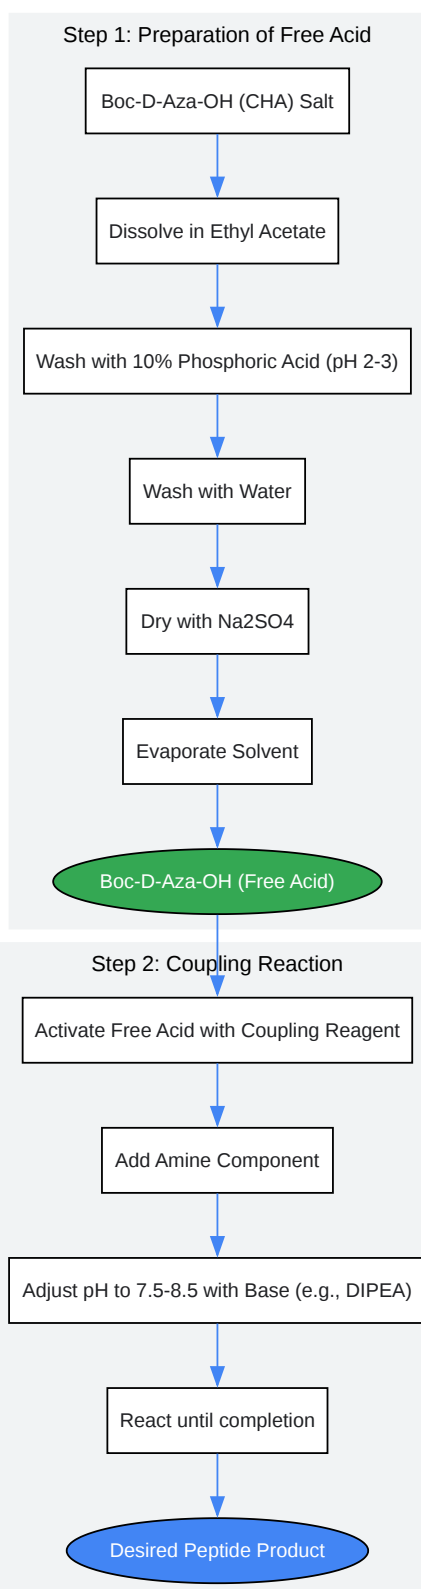 Step 1: Preparation of Free Acid
Boc-D-Aza-OH (CHA) Salt
Dissolve in Ethyl Acetate
Wash with 10% Phosphoric Acid (pH 2-3)
Wash with Water
Dry with Na2SO4
Evaporate Solvent
Boc-D-Aza-OH (Free Acid)
Step 2: Coupling Reaction
Activate Free Acid with Coupling Reagent
Add Amine Component
Adjust pH to 7.5-8.5 with Base (e.g., DIPEA)
React until completion
Desired Peptide Product